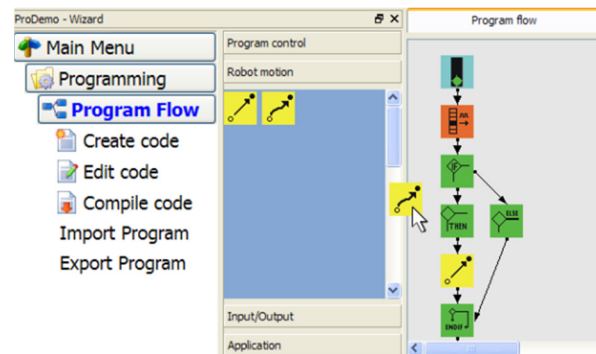 ProDemo - Wizard
Main Menu
Programming
Program Flow
Create code
Edit code
Compile code
Import Program
Export Program
Program control
Robot motion
Input/Output
Application
Program flow
IF
THEN
ELSE
ENDIF